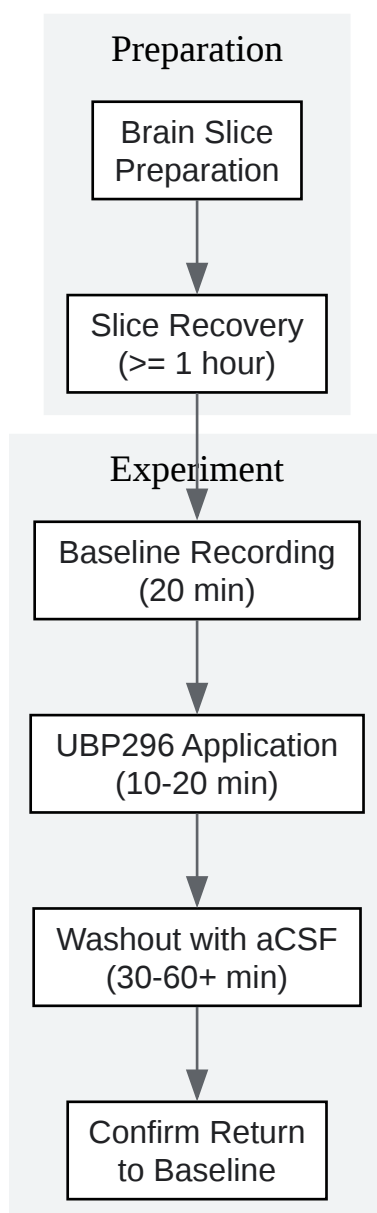 Preparation
Brain Slice
Preparation
Slice Recovery
(>= 1 hour)
Experiment
Baseline Recording
(20 min)
UBP296 Application
(10-20 min)
Washout with aCSF
(30-60+ min)
Confirm Return
to Baseline